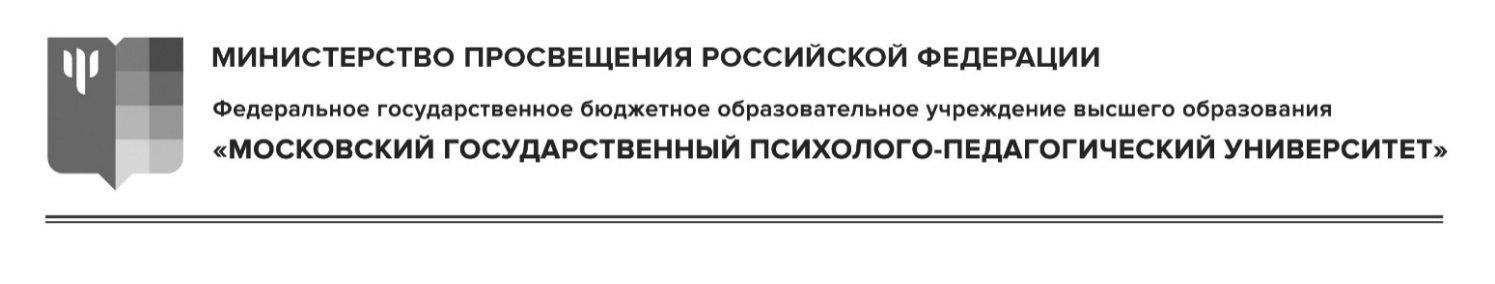 МИНИСТЕРСТВО ПРОСВЕЩЕНИЯ РОССИЙСКОЙ ФЕДЕРАЦИИ
Федеральное государственное бюджетное образовательное учреждение высшего образования
«МОСКОВСКИЙ ГОСУДАРСТВЕННЫЙ ПСИХОЛОГО-ПЕДАГОГИЧЕСКИЙ УНИВЕРСИТЕТ»